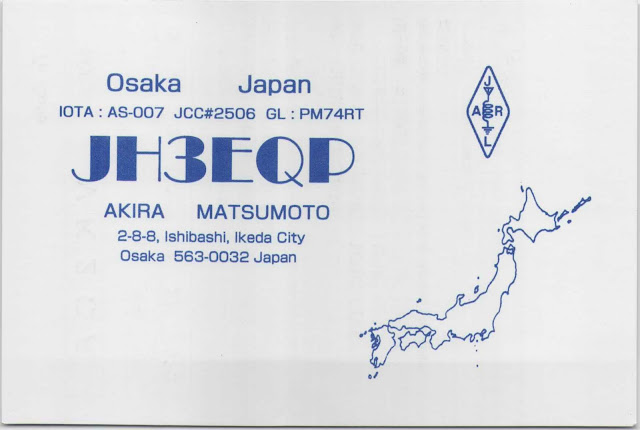 Osaka Japan
IOTA : AS-007 JCC#2506 GL : PM74RT
JH3EQP
AKIRA MATSUMOTO
2-8-8, Ishibashi, Ikeda City
Osaka 563-0032 Japan
J
A R
L